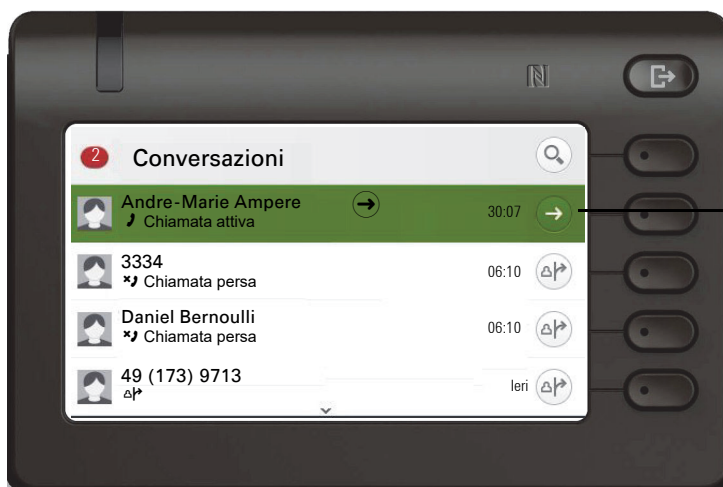 2 Conversazioni
Andre-Marie Ampere 30:07
Chiamata attiva
3334 06:10
Chiamata persa
Daniel Bernoulli 06:10
Chiamata persa
49 (173) 9713 Ieri